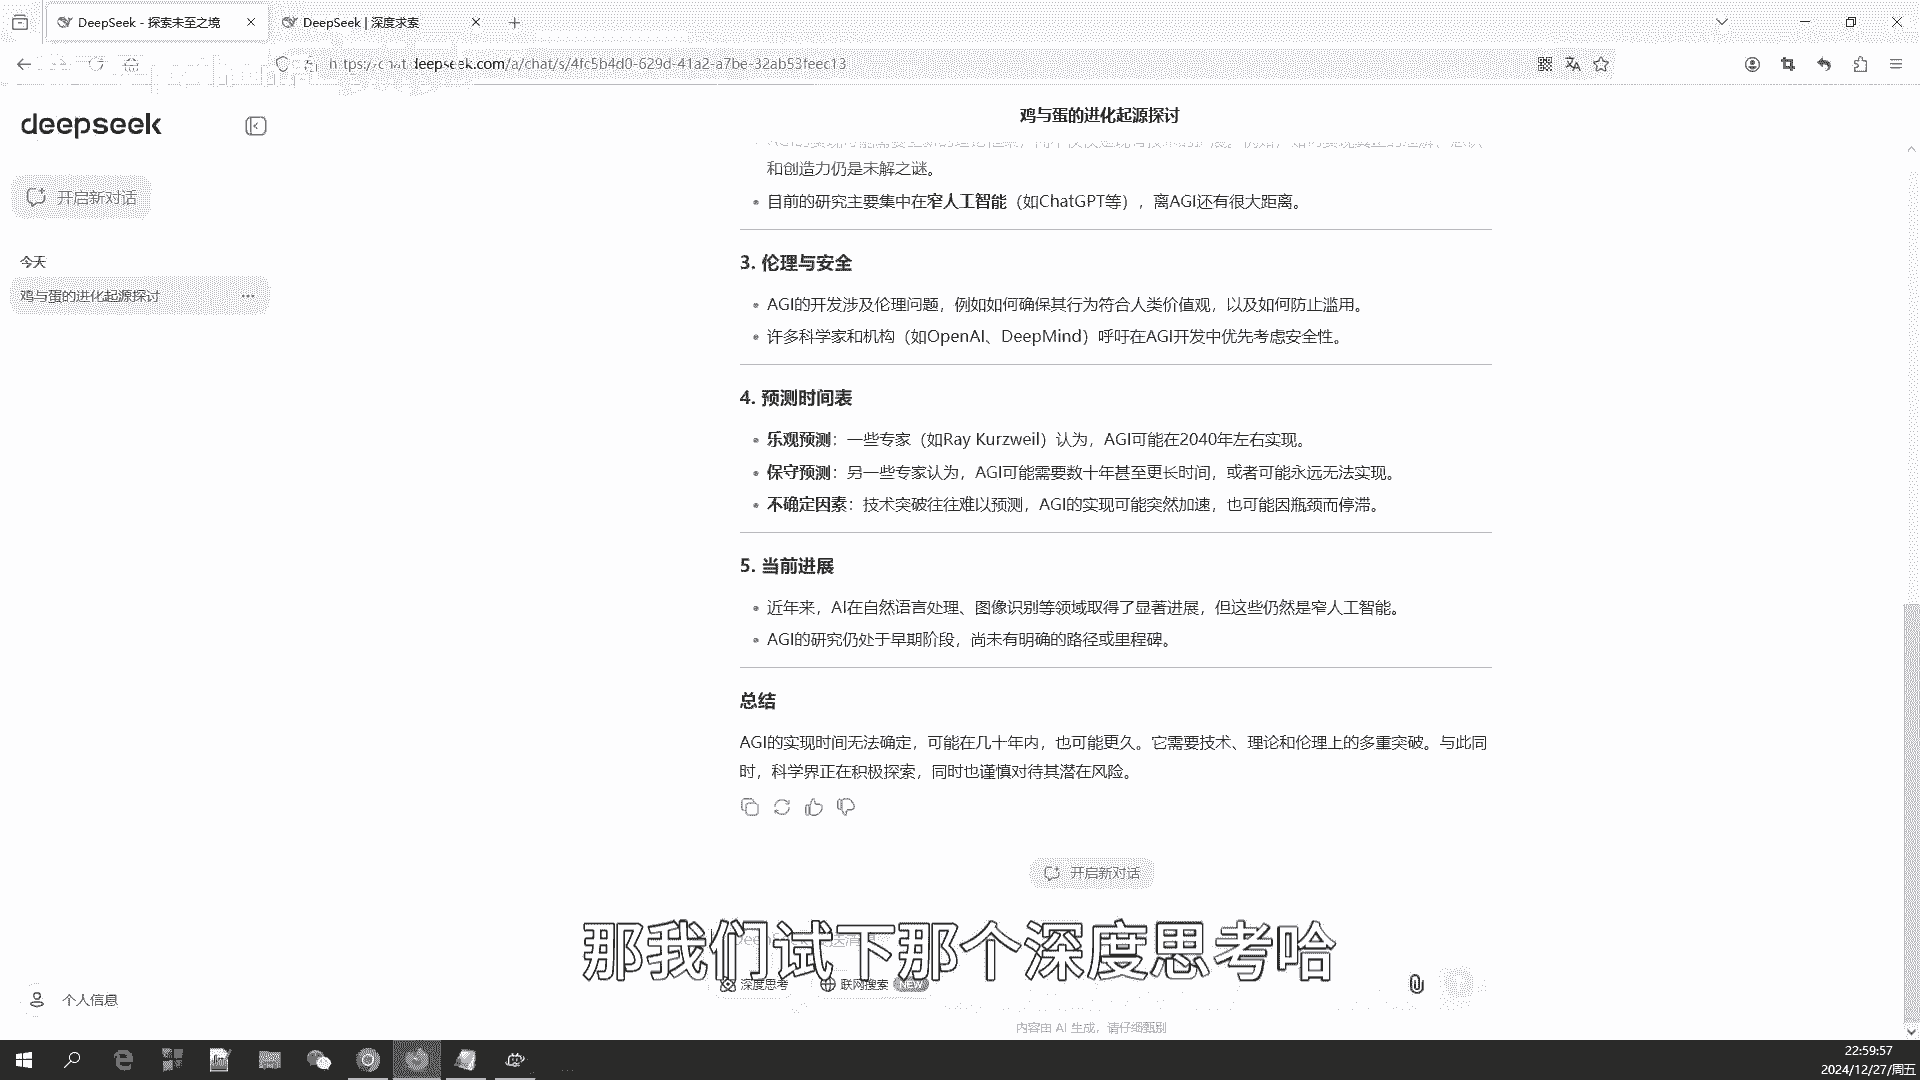 DeepSeek - 探索未至之境
DeepSeek | 深度求索
https://chat.deepseek.com/a/chat/s/4fc5b4d0-629d-41a2-a7be-32ab53feec13
deepseek
开启新对话
今天
鸡与蛋的进化起源探讨
个人信息
鸡与蛋的进化起源探讨
和创造力仍是未解之谜。
目前的研究主要集中在窄人工智能（如ChatGPT等），离AGI还有很大距离。
3. 伦理与安全
AGI的开发涉及伦理问题，例如如何确保其行为符合人类价值观，以及如何防止滥用。
许多科学家和机构（如OpenAI、DeepMind）呼吁在AGI开发中优先考虑安全性。
4. 预测时间表
乐观预测：一些专家（如Ray Kurzweil）认为，AGI可能在2040年左右实现。
保守预测：另一些专家认为，AGI可能需要数十年甚至更长时间，或者可能永远无法实现。
不确定因素：技术突破往往难以预测，AGI的实现可能突然加速，也可能因瓶颈而停滞。
5. 当前进展
近年来，AI在自然语言处理、图像识别等领域取得了显著进展，但这些仍然是窄人工智能。
AGI的研究仍处于早期阶段，尚未有明确的路径或里程碑。
总结
AGI的实现时间无法确定，可能在几十年内，也可能更久。它需要技术、理论和伦理上的多重突破。与此同
时，科学界正在积极探索，同时也谨慎对待其潜在风险。
开启新对话
那我们试下那个深度思考哈
深度思考
联网搜索 NEW
内容由 AI 生成，请仔细甄别
22:59:57
2024/12/27/周五